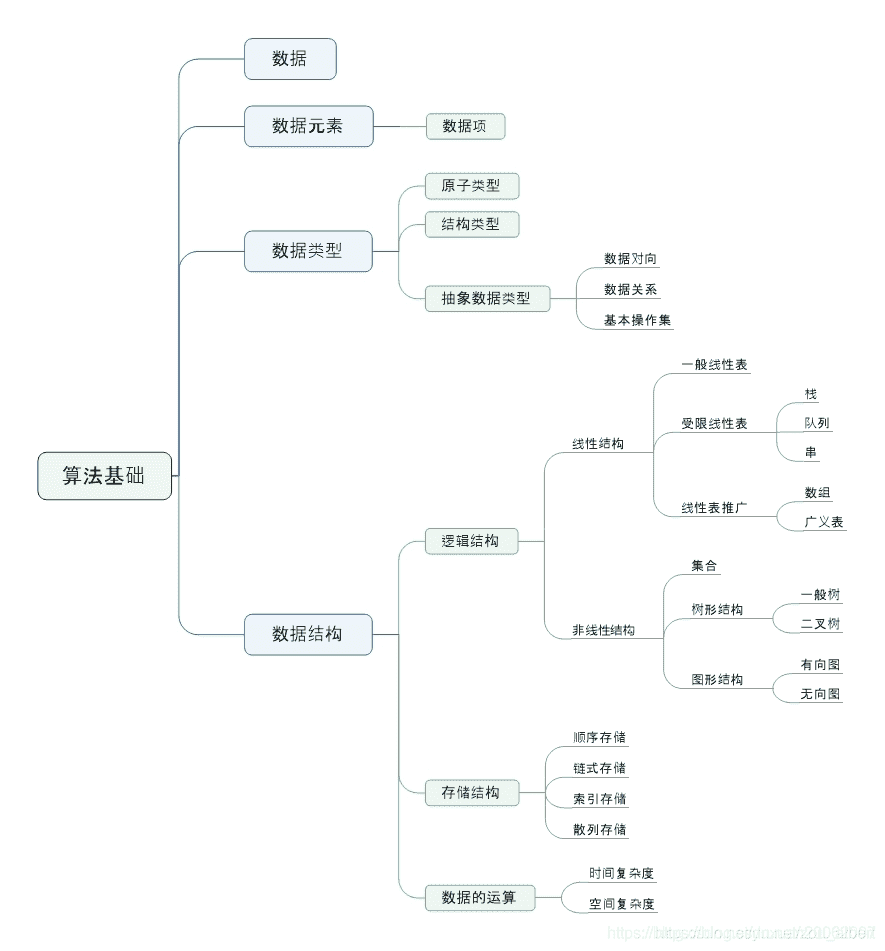 数据
数据元素
数据项
原子类型
结构类型
数据类型
数据对向
抽象数据类型
数据关系
基本操作集
一般线性表
栈
受限线性表
队列
线性结构
串
算法基础
数组
线性表推广
广义表
逻辑结构
集合
一般树
树形结构
二叉树
非线性结构
数据结构
有向图
图形结构
无向图
顺序存储
链式存储
存储结构
索引存储
散列存储
时间复杂度
数据的运算
空间复杂度